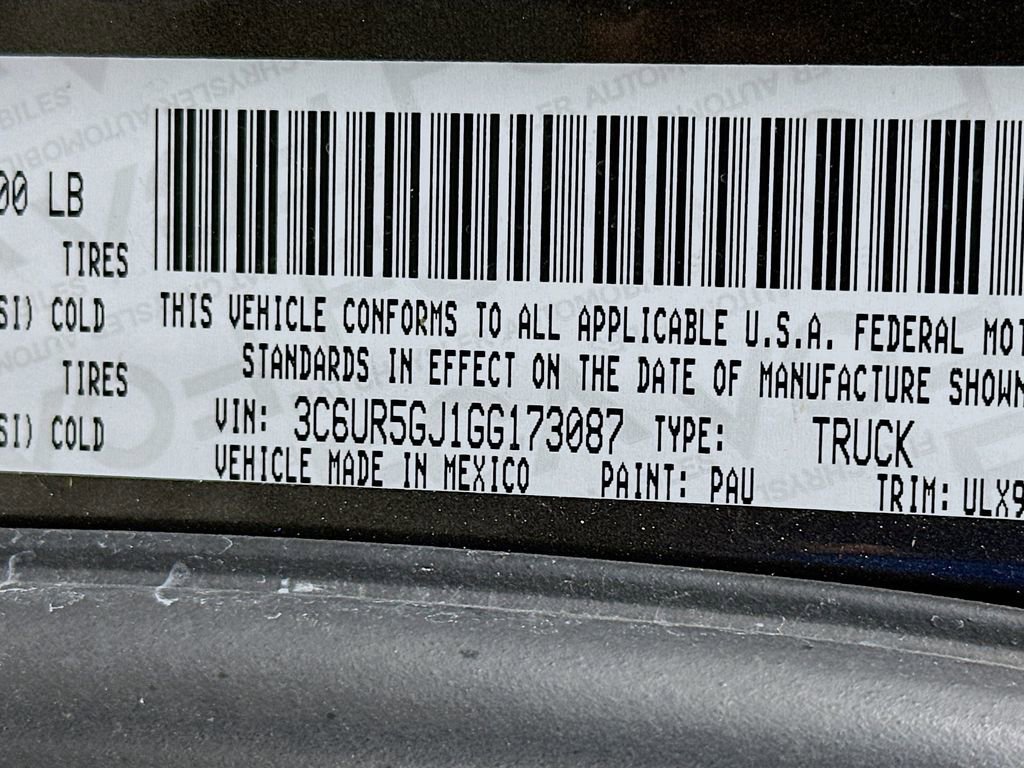 00 LB
TIRES
SI) COLD
TIRES
SI) COLD
THIS VEHICLE CONFORMS TO ALL APPLICABLE U.S.A. FEDERAL MOT
STANDARDS IN EFFECT ON THE DATE OF MANUFACTURE SHOWN
VIN: 3C6UR5GJ1GG173087 TYPE: TRUCK
VEHICLE MADE IN MEXICO PAINT: PAU TRIM: ULX9